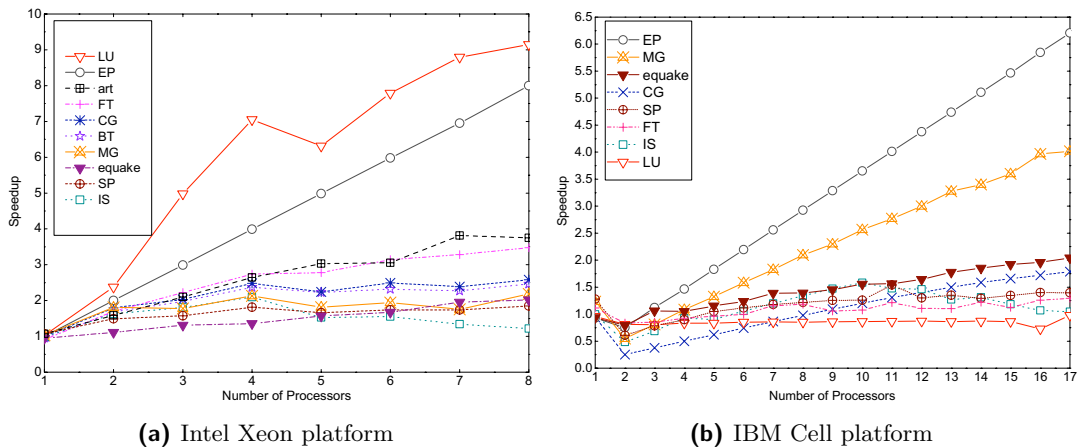 10
9
8
7
6
5
4
3
2
1
0
Speedup
LU
EP
art
FT
CG
BT
MG
equake
SP
IS
1 2 3 4 5 6 7 8
Number of Processors
(a) Intel Xeon platform
6.5
6.0
5.5
5.0
4.5
4.0
3.5
3.0
2.5
2.0
1.5
1.0
0.5
0.0
Speedup
EP
MG
equake
CG
SP
FT
IS
LU
1 2 3 4 5 6 7 8 9 10 11 12 13 14 15 16 17
Number of Processors
(b) IBM Cell platform